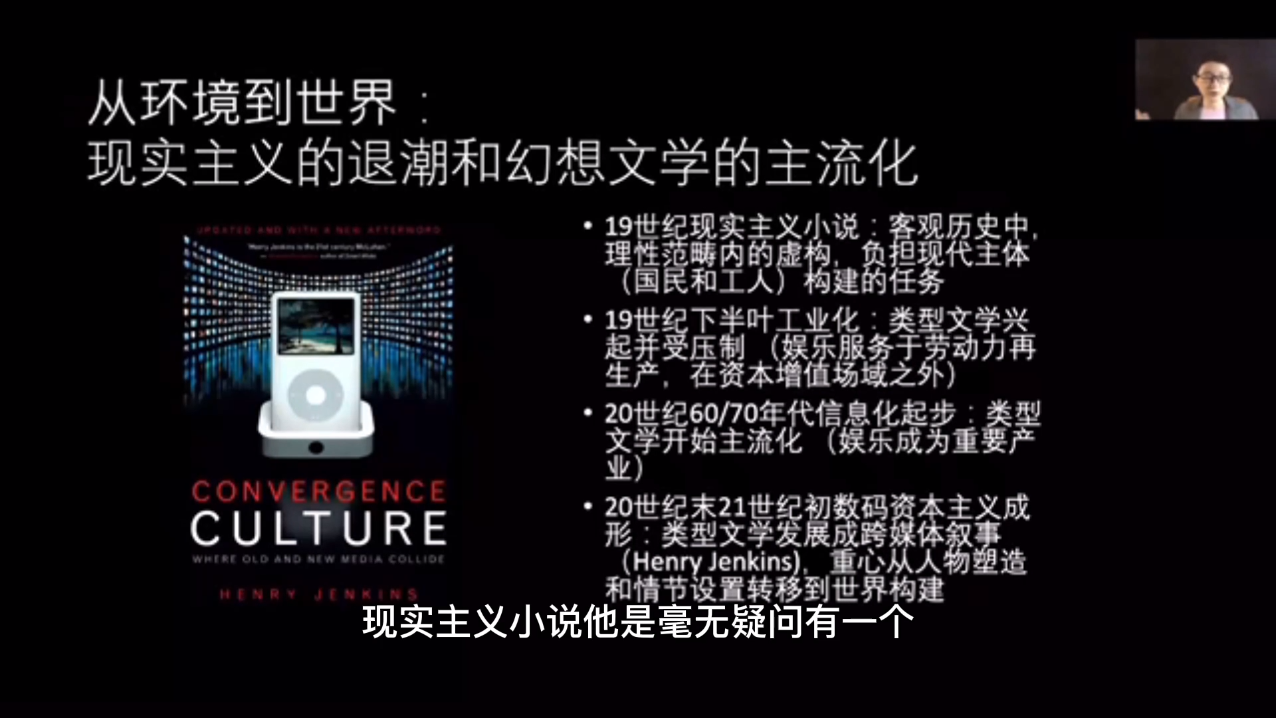 从环境到世界：
现实主义的退潮和幻想文学的主流化
UPDATED AND WITH A NEW AFTERWORD
"Henry Jenkins is the 21st century McLuhan."
CONVERGENCE
CULTURE
WHERE OLD AND NEW MEDIA COLLIDE
HENRY JENKINS
• 19世纪现实主义小说：客观历史中，
理性范畴内的虚构，负担现代主体
（国民和工人）构建的任务
• 19世纪下半叶工业化：类型文学兴
起并受压制 （娱乐服务于劳动力再
生产，在资本增值场域之外）
• 20世纪60/70年代信息化起步：类型
文学开始主流化 （娱乐成为重要产
业）
• 20世纪末21世纪初数码资本主义成
形：类型文学发展成跨媒体叙事
（Henry Jenkins)，重心从人物塑造
和情节设置转移到世界构建
现实主义小说他是毫无疑问有一个